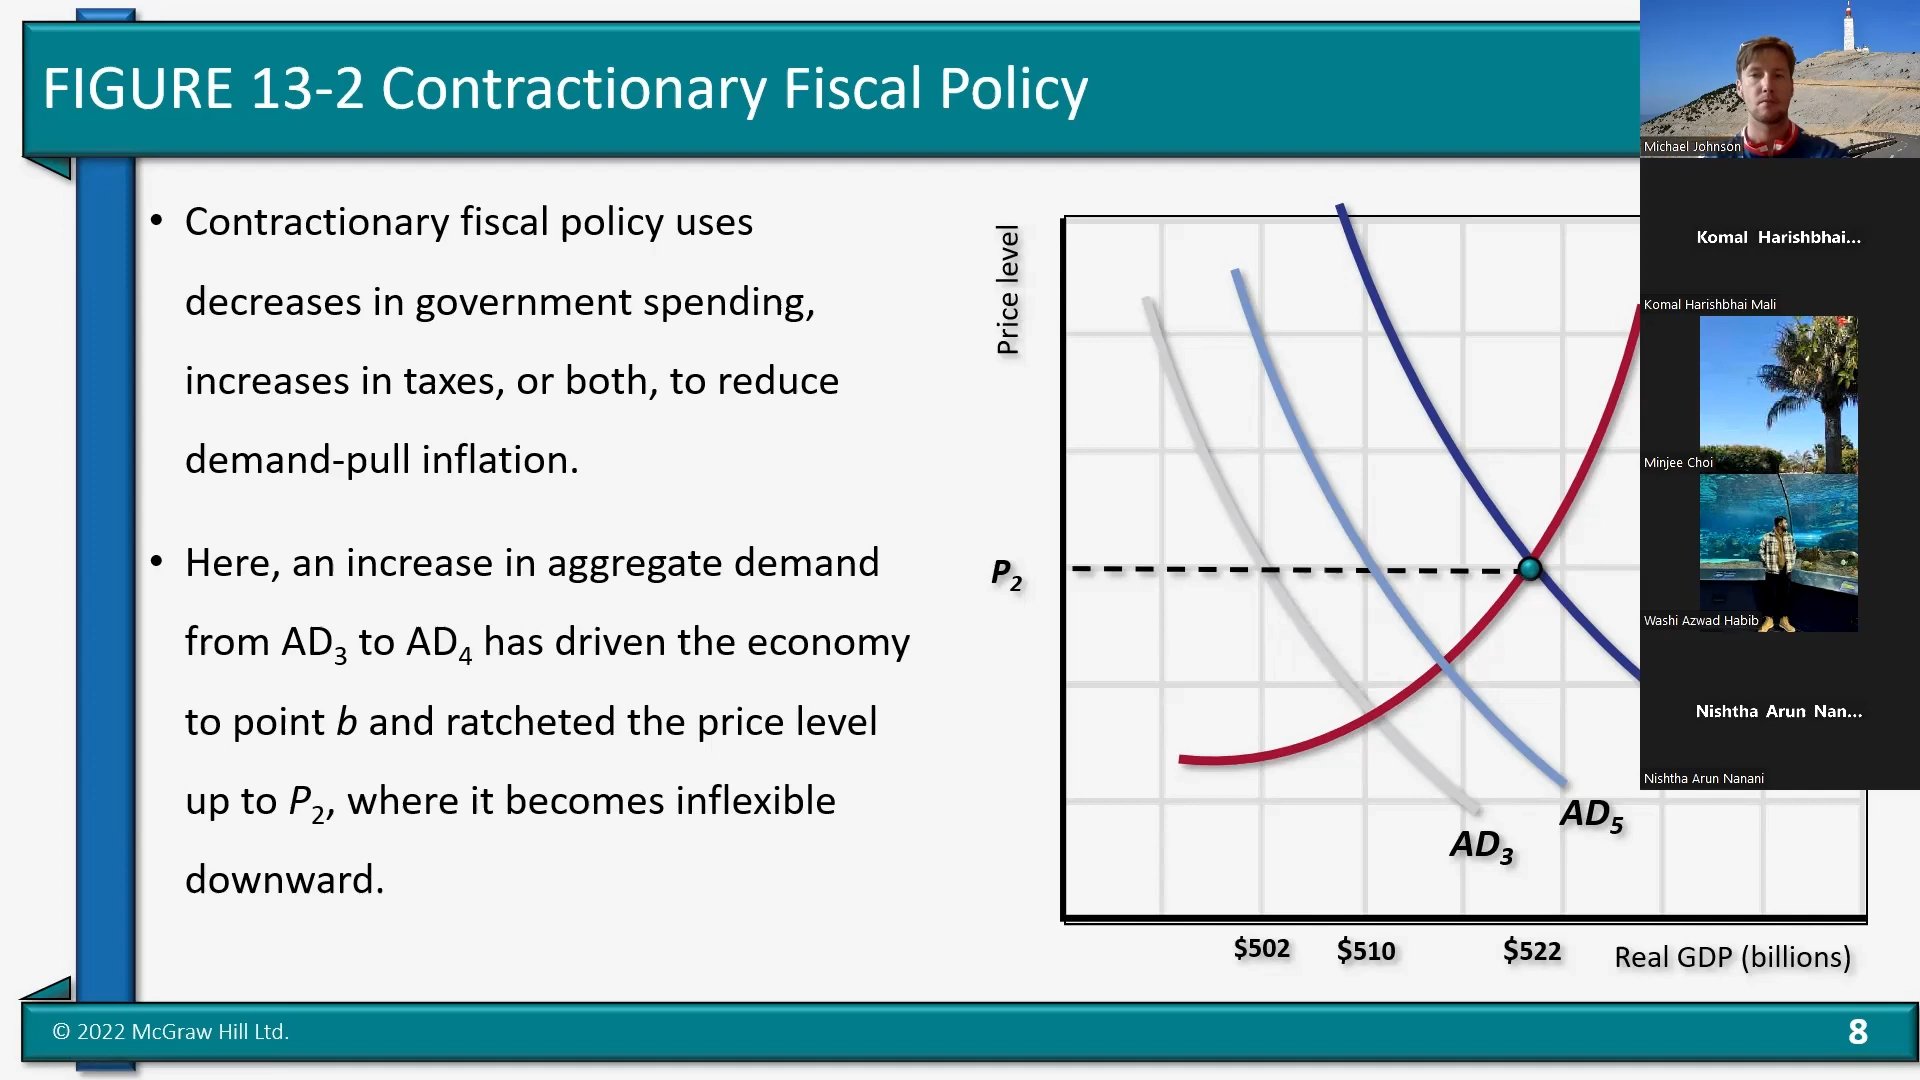 FIGURE 13-2 Contractionary Fiscal Policy
• Contractionary fiscal policy uses
decreases in government spending,
increases in taxes, or both, to reduce
demand-pull inflation.
• Here, an increase in aggregate demand
from AD3 to AD4 has driven the economy
to point b and ratcheted the price level
up to P2, where it becomes inflexible
downward.
Price level
P2
AD5
AD3
$502
$510
$522
Real GDP (billions)
Michael Johnson
Komal Harishbhai...
Komal Harishbhai Mali
Minjee Choi
Washi Azwad Habib
Nishtha Arun Nan...
Nishtha Arun Nanani
© 2022 McGraw Hill Ltd.
8